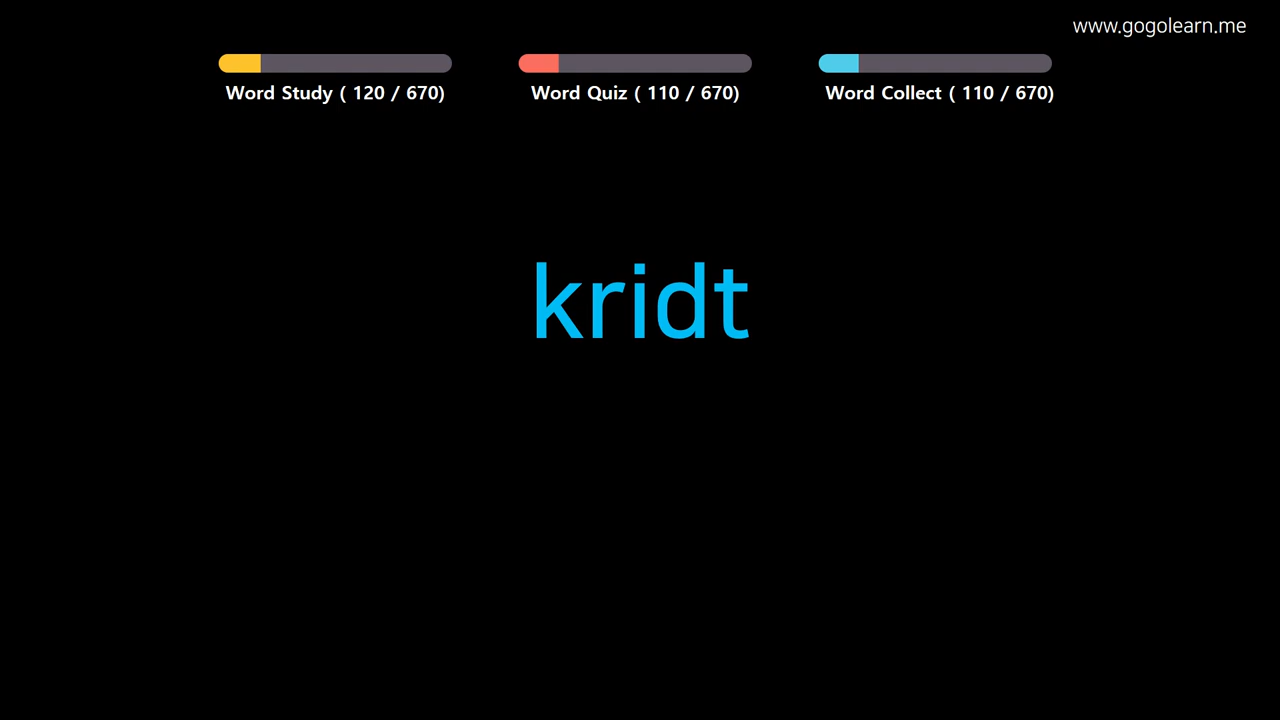 www.gogolearn.me
Word Study ( 120 / 670)
Word Quiz ( 110 / 670)
Word Collect ( 110 / 670)
kridt